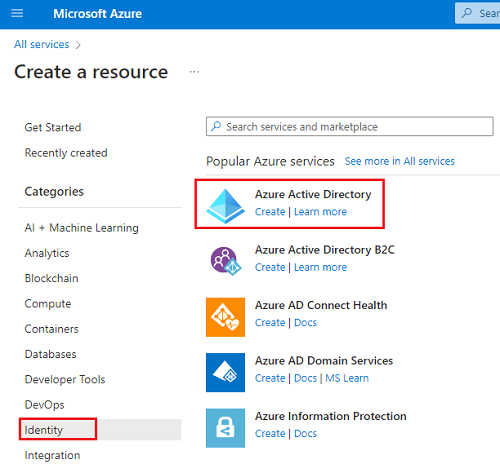 Microsoft Azure
Sea
All services >
Create a resource ...
Get Started
Recently created
Categories
AI + Machine Learning
Analytics
Blockchain
Compute
Containers
Databases
Developer Tools
DevOps
Identity
Integration
Search services and marketplace
Popular Azure services See more in All services
Azure Active Directory
Create | Learn more
Azure Active Directory B2C
Create | Learn more
Azure AD Connect Health
Create | Docs
Azure AD Domain Services
Create | Docs | MS Learn
Azure Information Protection
Create | Docs